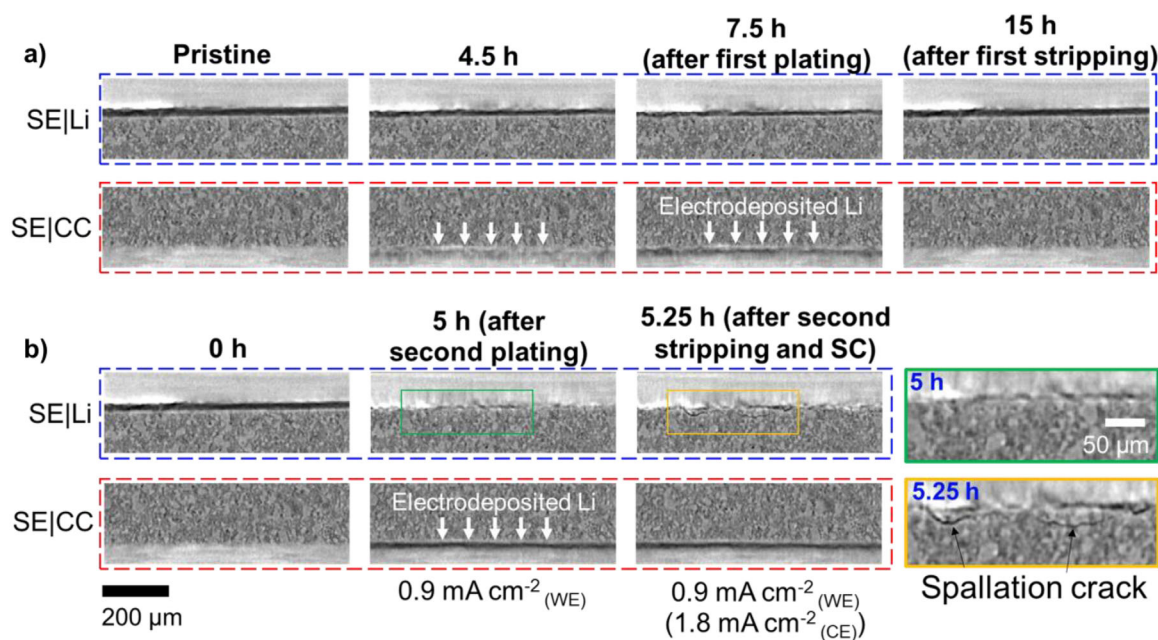 a)
Pristine
4.5 h
7.5 h
(after first plating)
15 h
(after first stripping)
SE|Li
SE|CC
Electrodeposited Li
b)
0 h
5 h (after
second plating)
5.25 h (after second
stripping and SC)
SE|Li
5 h
50 µm
SE|CC
Electrodeposited Li
5.25 h
Spallation crack
200 µm
0.9 mA cm-2 (WE)
0.9 mA cm-2 (WE)
(1.8 mA cm-2 (CE))